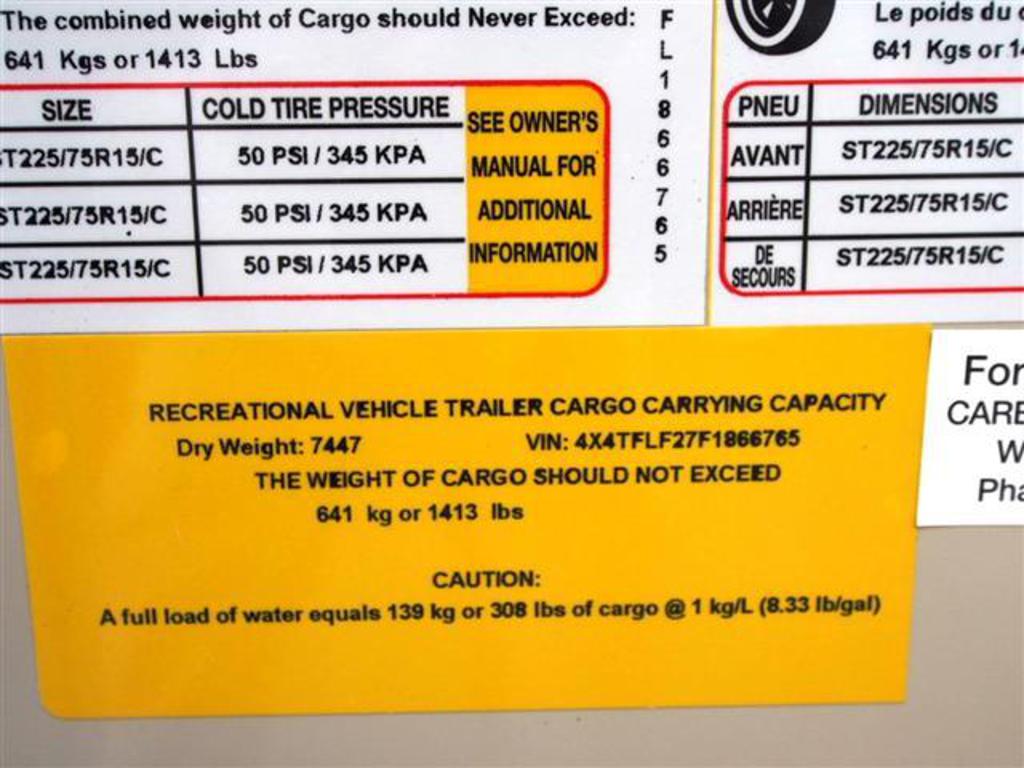 The combined weight of Cargo should Never Exceed:
641 Kgs or 1413 Lbs
SIZE COLD TIRE PRESSURE
ST225/75R15/C 50 PSI / 345 KPA
ST225/75R15/C 50 PSI / 345 KPA
ST225/75R15/C 50 PSI / 345 KPA
SEE OWNER'S
MANUAL FOR
ADDITIONAL
INFORMATION
F
L
1
8
6
6
7
6
5
Le poids du
641 Kgs or
PNEU DIMENSIONS
AVANT ST225/75R15/C
ARRIÈRE ST225/75R15/C
DE SECOURS ST225/75R15/C
RECREATIONAL VEHICLE TRAILER CARGO CARRYING CAPACITY
Dry Weight: 7447 VIN: 4X4TFLF27F1866765
THE WEIGHT OF CARGO SHOULD NOT EXCEED
641 kg or 1413 lbs
CAUTION:
A full load of water equals 139 kg or 308 lbs of cargo @ 1 kg/L (8.33 lb/gal)
For
CARB
W
Pha